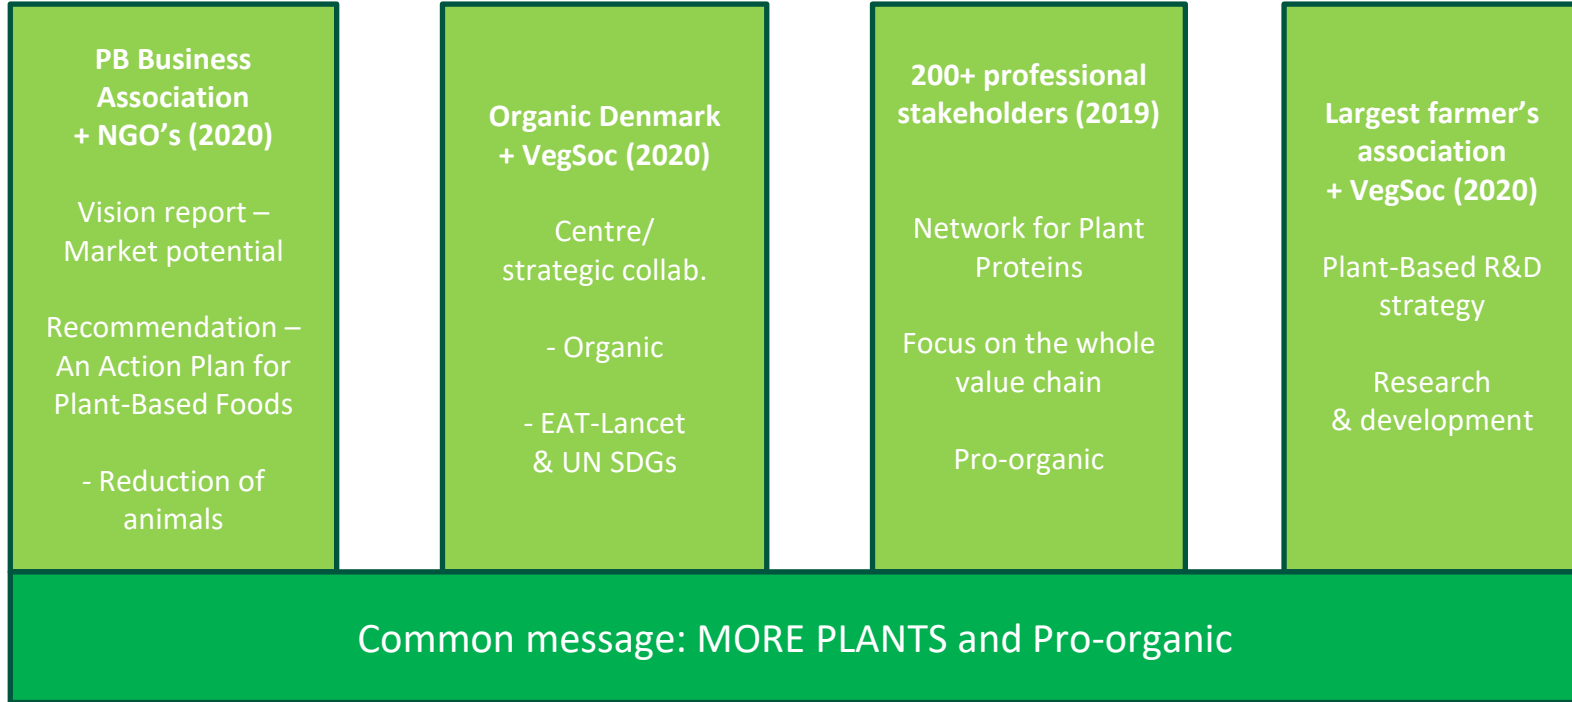 PB Business
Association
+ NGO’s (2020)
Vision report –
Market potential
Recommendation –
An Action Plan for
Plant-Based Foods
- Reduction of
animals
Organic Denmark
+ VegSoc (2020)
Centre/
strategic collab.
- Organic
- EAT-Lancet
& UN SDGs
200+ professional
stakeholders (2019)
Network for Plant
Proteins
Focus on the whole
value chain
Pro-organic
Largest farmer’s
association
+ VegSoc (2020)
Plant-Based R&D
strategy
Research
& development
Common message: MORE PLANTS and Pro-organic